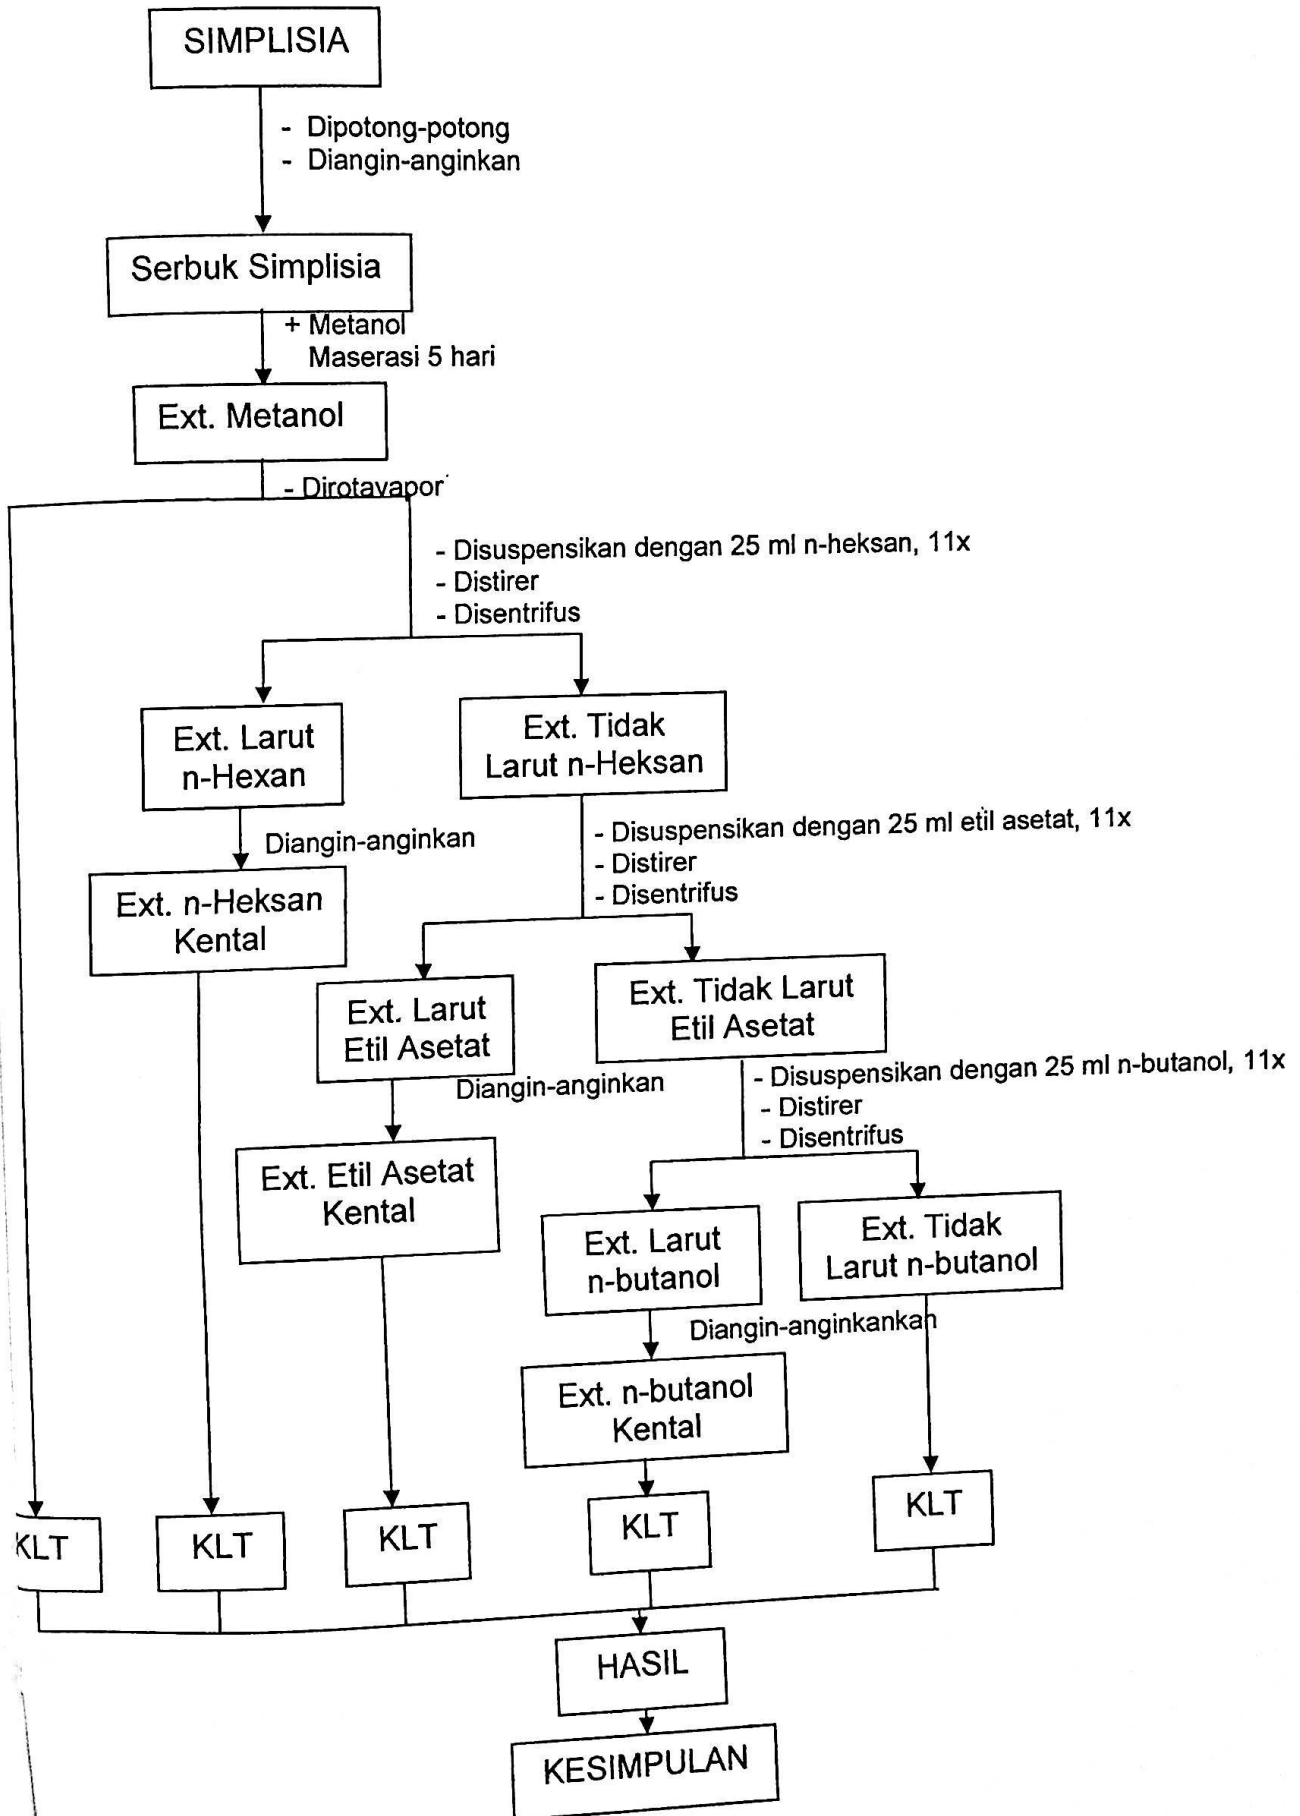 SIMPLISIA
- Dipotong-potong
- Diangin-anginkan
Serbuk Simplisia
+ Metanol
Maserasi 5 hari
Ext. Metanol
- Dirotavapor
- Disuspensikan dengan 25 ml n-heksan, 11x
- Distirer
- Disentrifus
Ext. Larut
n-Hexan
Ext. Tidak
Larut n-Heksan
Diangin-anginkan
- Disuspensikan dengan 25 ml etil asetat, 11x
- Distirer
- Disentrifus
Ext. n-Heksan
Kental
Ext. Larut
Etil Asetat
Ext. Tidak Larut
Etil Asetat
Diangin-anginkan
- Disuspensikan dengan 25 ml n-butanol, 11x
- Distirer
- Disentrifus
Ext. Etil Asetat
Kental
Ext. Larut
n-butanol
Ext. Tidak
Larut n-butanol
Diangin-anginkankan
Ext. n-butanol
Kental
KLT
KLT
KLT
KLT
KLT
HASIL
KESIMPULAN